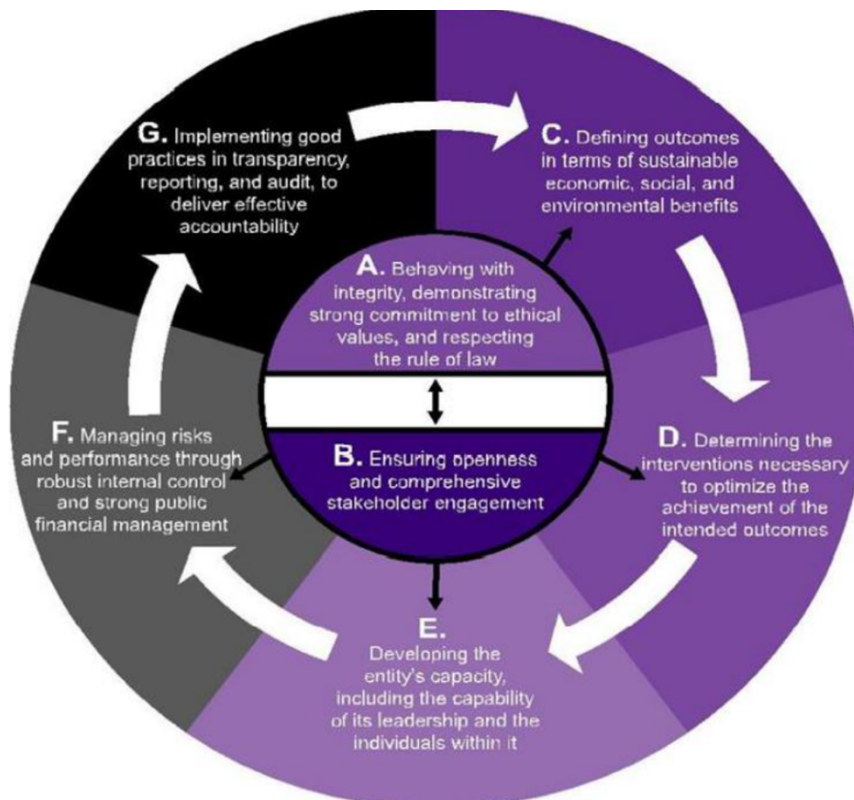 G. Implementing good
practices in transparency,
reporting, and audit, to
deliver effective
accountability
C. Defining outcomes
in terms of sustainable
economic, social, and
environmental benefits
A. Behaving with
integrity, demonstrating
strong commitment to ethical
values, and respecting
the rule of law
B. Ensuring openness
and comprehensive
stakeholder engagement
D. Determining the
interventions necessary
to optimize the
achievement of the
intended outcomes
E.
Developing the
entity's capacity,
including the capability
of its leadership and the
individuals within it
F. Managing risks
and performance through
robust internal control
and strong public
financial management